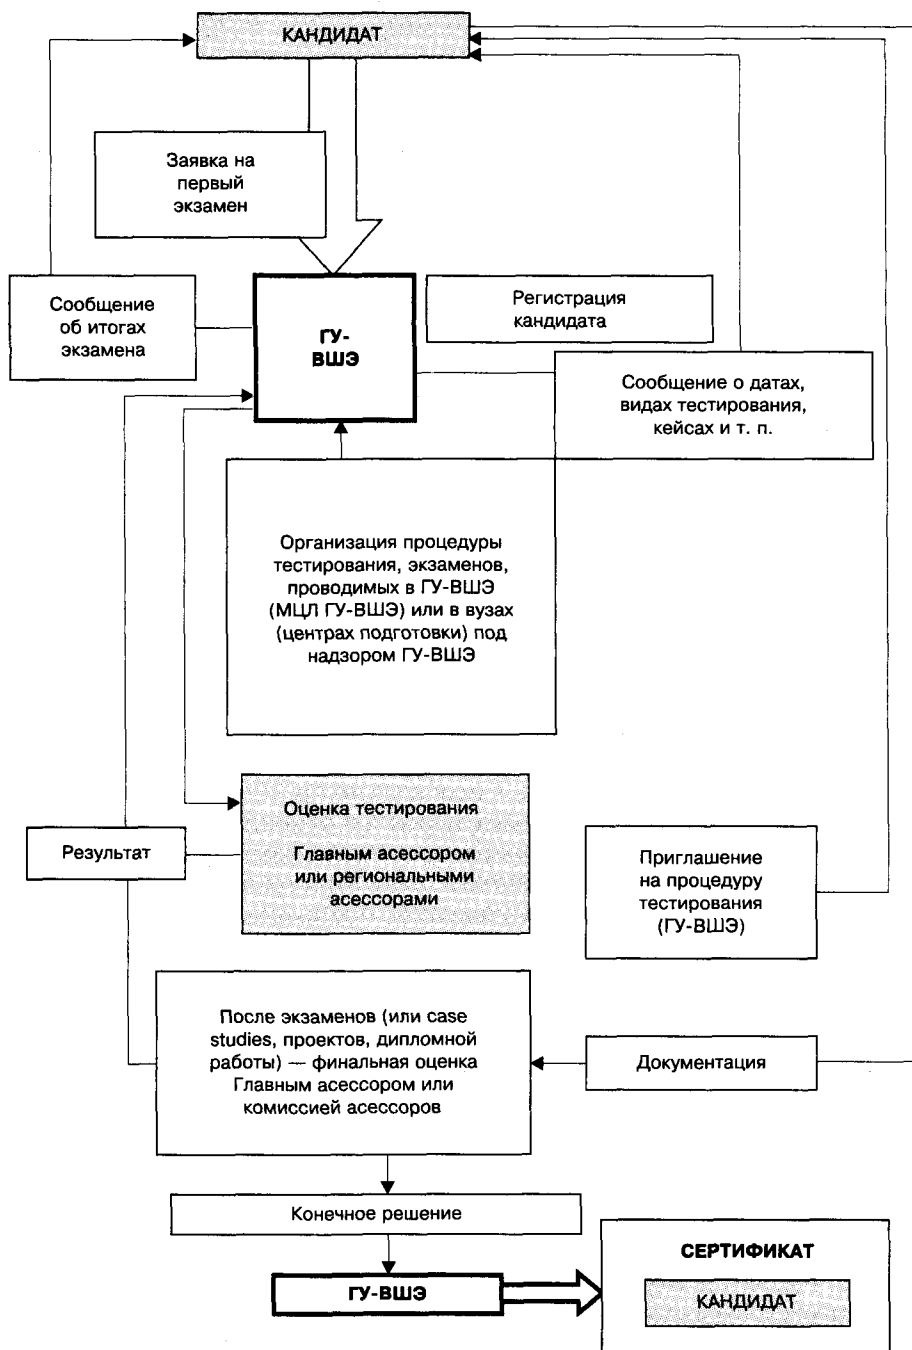 КАНДИДАТ
Заявка на
первый
экзамен
Сообщение
об итогах
экзамена
ГУ-
ВШЭ
Регистрация
кандидата
Сообщение о датах,
видах тестирования,
кейсах и т. п.
Организация процедуры
тестирования, экзаменов,
проводимых в ГУ-ВШЭ
(МЦЛ ГУ-ВШЭ) или в вузах
(центрах подготовки) под
надзором ГУ-ВШЭ
Оценка тестирования
Главным асессором
или региональными
асессорами
Результат
Приглашение
на процедуру
тестирования
(ГУ-ВШЭ)
После экзаменов (или case
studies, проектов, дипломной
работы) — финальная оценка
Главным асессором или
комиссией асессоров
Документация
Конечное решение
ГУ-ВШЭ
СЕРТИФИКАТ
КАНДИДАТ